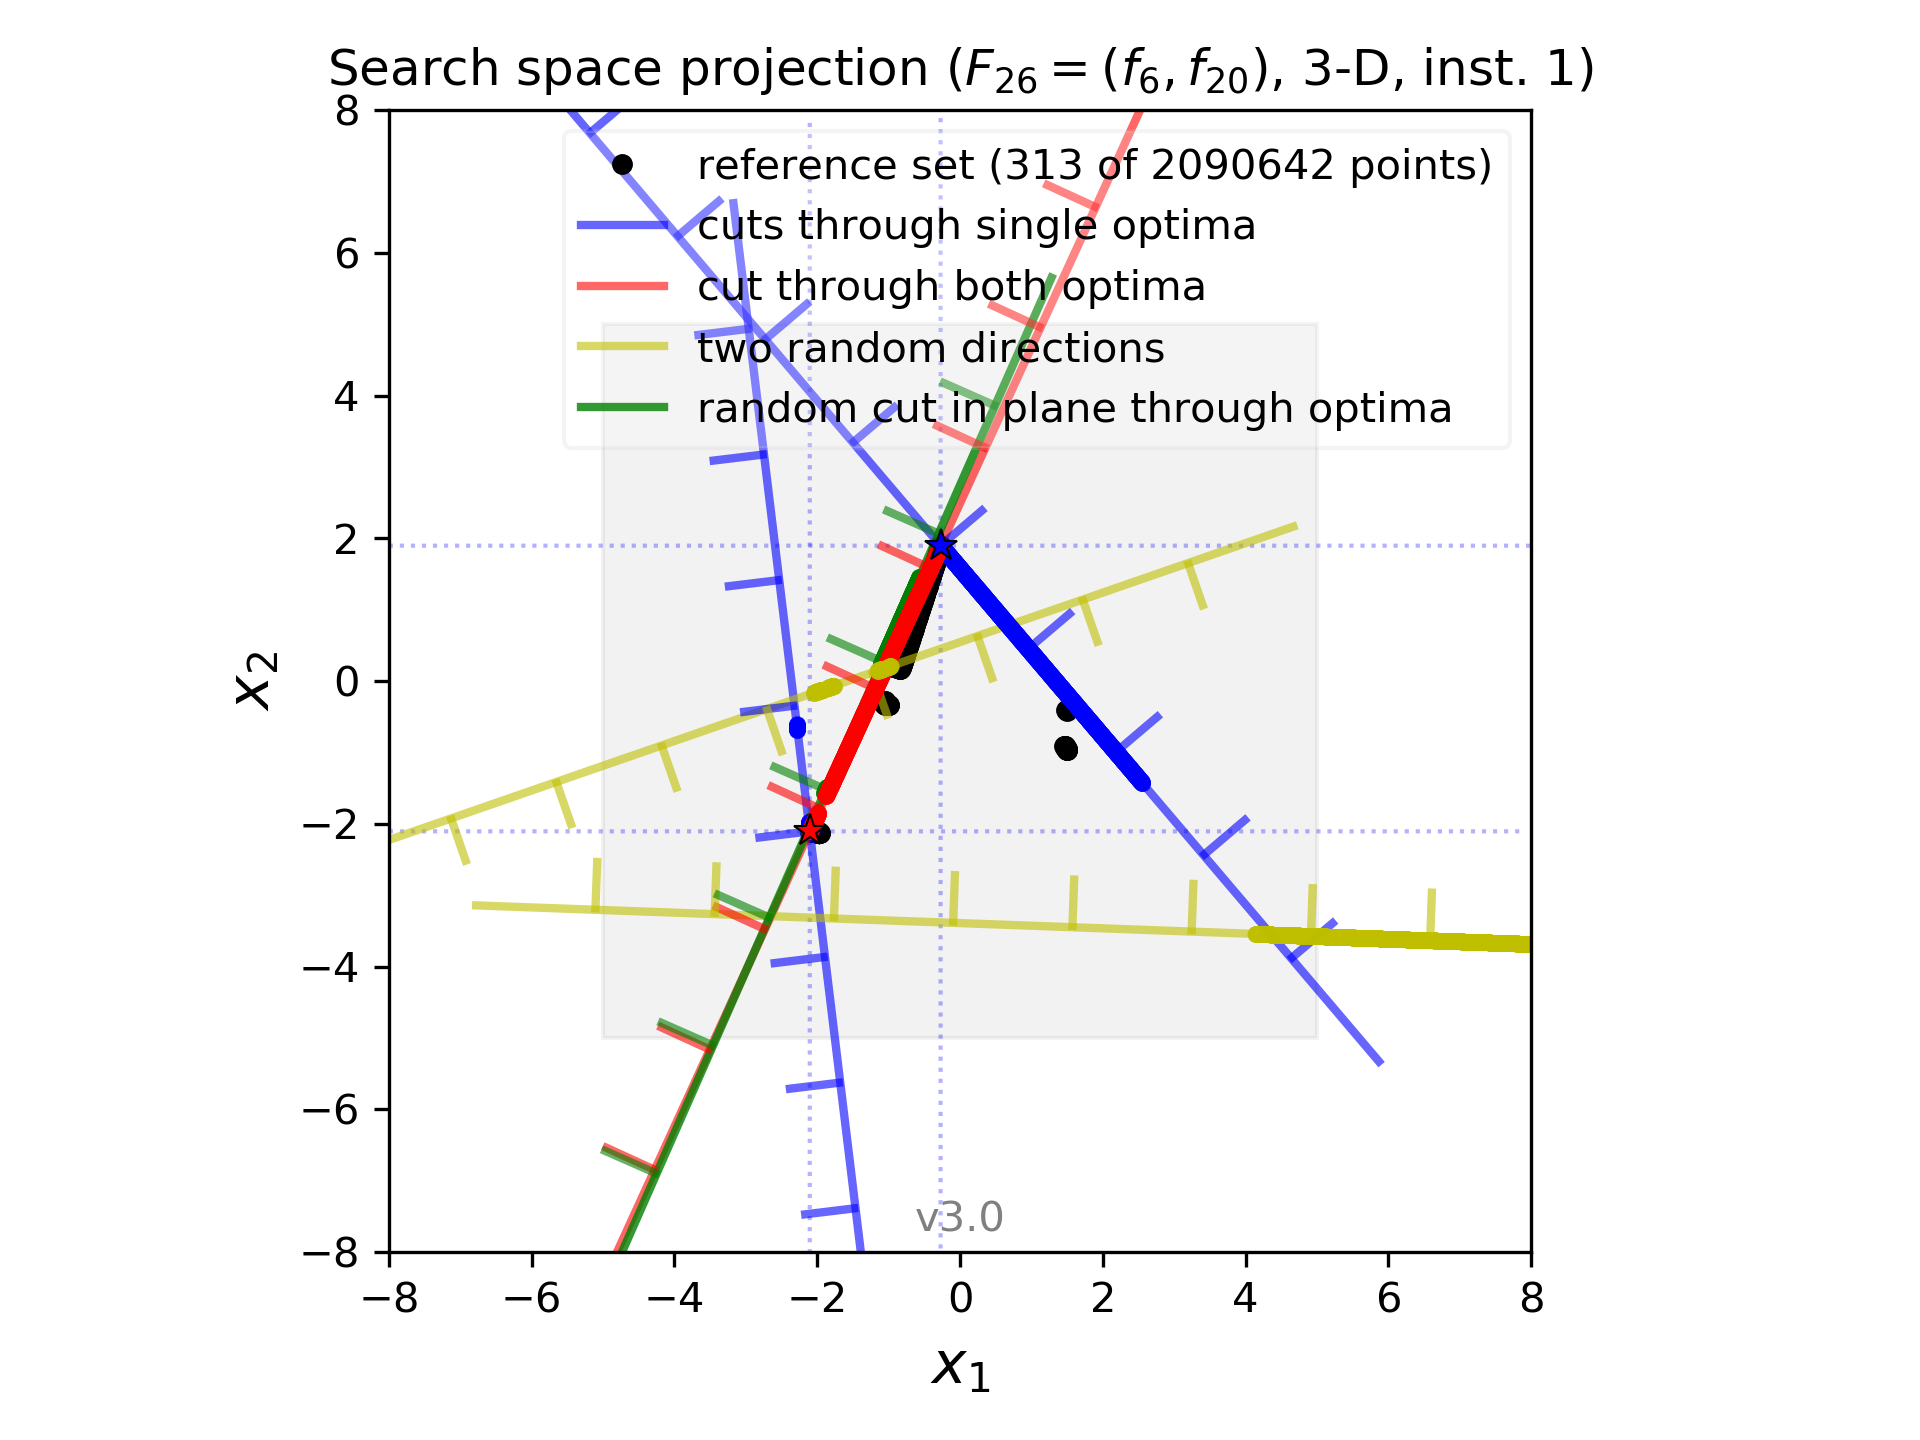 Search space projection (F₂₆ = (f₆, f₂₀), 3-D, inst. 1)
reference set (313 of 2090642 points)
cuts through single optima
cut through both optima
two random directions
random cut in plane through optima
8
6
4
2
0
−2
−4
−6
−8
x₂
v3.0
−8 −6 −4 −2 0 2 4 6 8
x₁